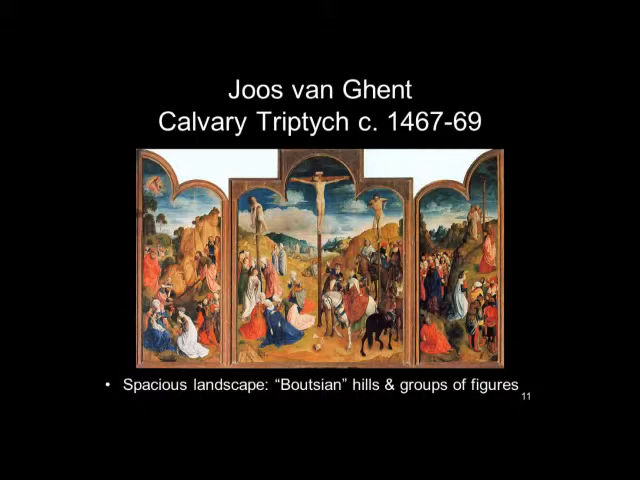 Joos van Ghent
Calvary Triptych c. 1467-69
• Spacious landscape: “Boutsian” hills & groups of figures
11